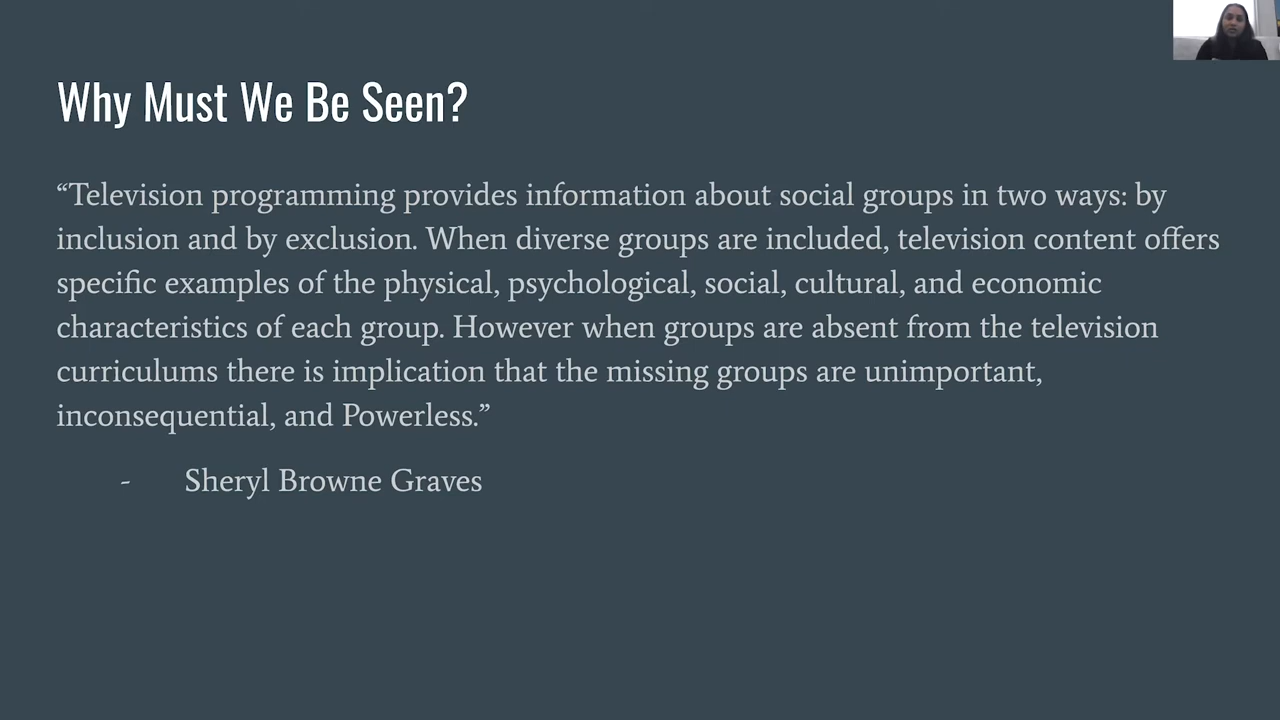 Why Must We Be Seen?
“Television programming provides information about social groups in two ways: by
inclusion and by exclusion. When diverse groups are included, television content offers
specific examples of the physical, psychological, social, cultural, and economic
characteristics of each group. However when groups are absent from the television
curriculums there is implication that the missing groups are unimportant,
inconsequential, and Powerless.”
- Sheryl Browne Graves